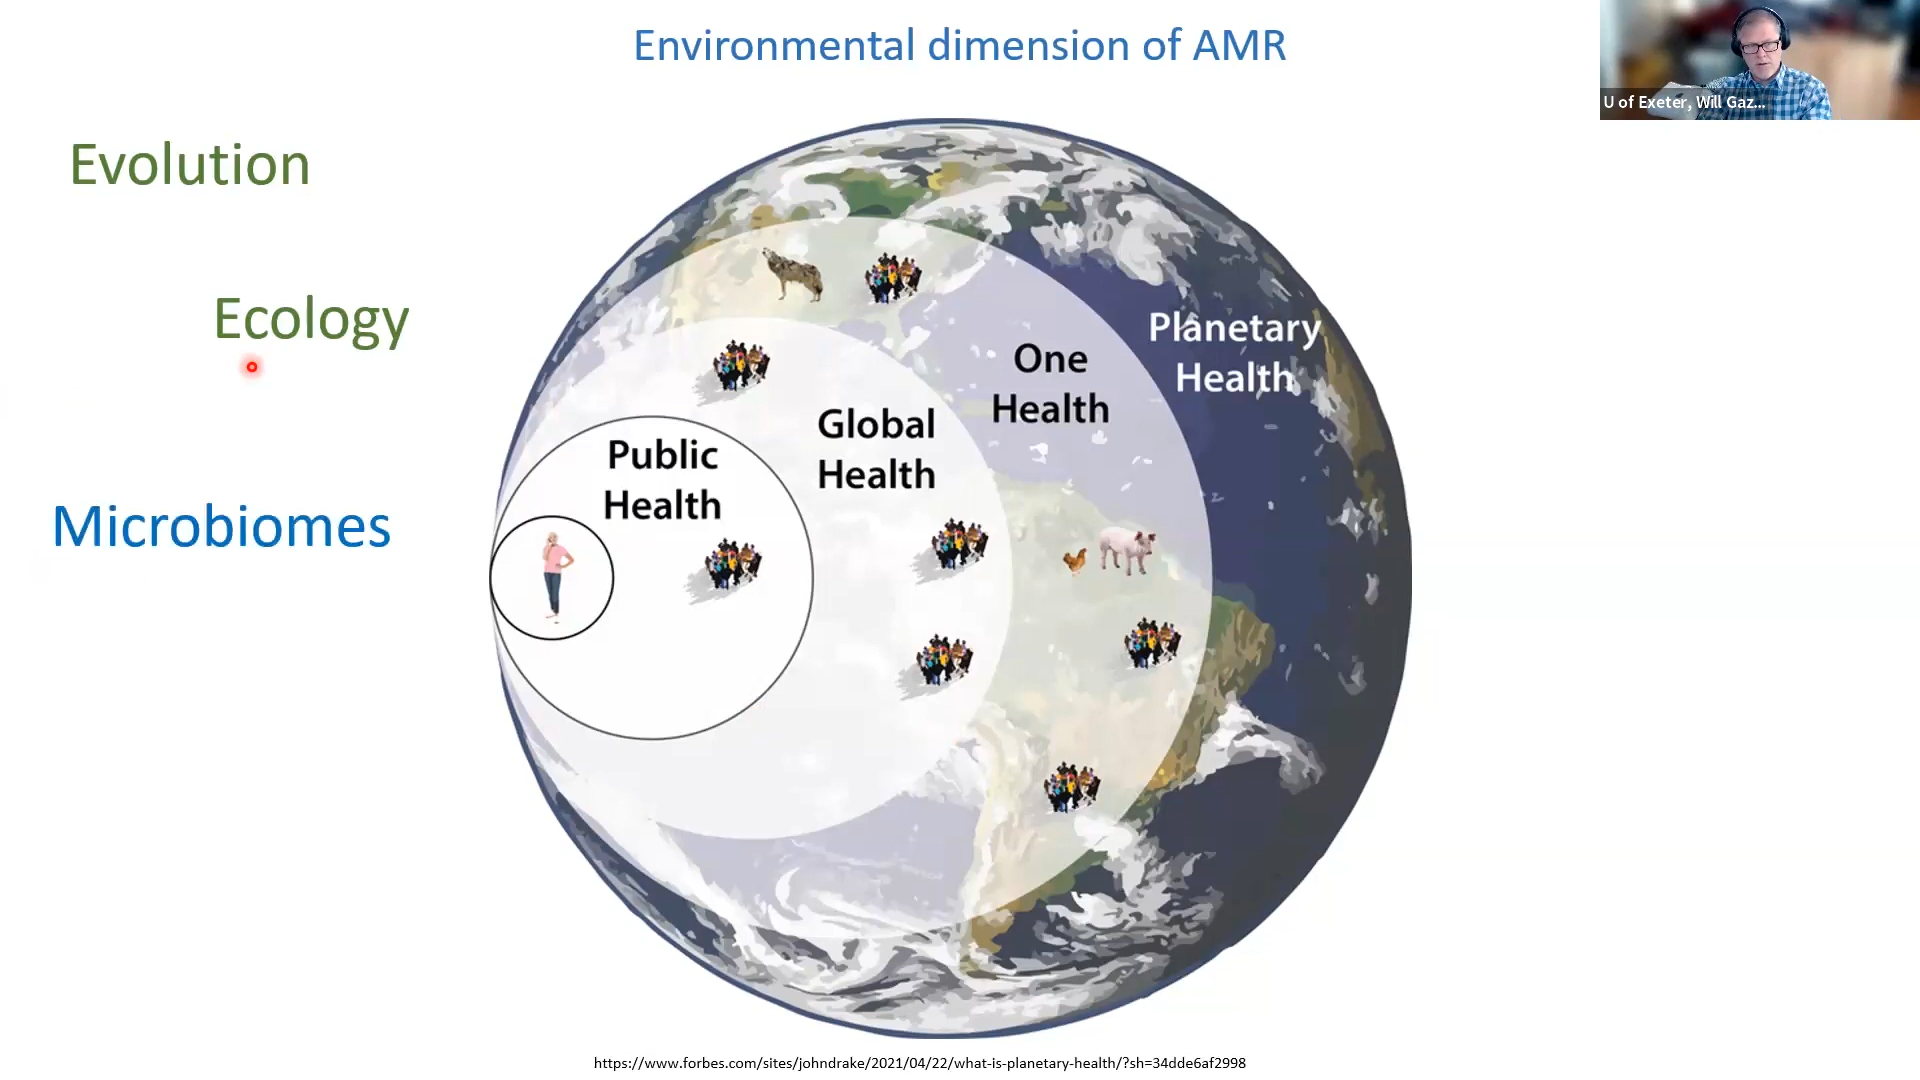 Environmental dimension of AMR
U of Exeter, Will Gaz...
Evolution
Ecology
Microbiomes
Public
Health
Global
Health
One
Health
Planetary
Health
https://www.forbes.com/sites/johndrake/2021/04/22/what-is-planetary-health/?sh=34dde6af2998